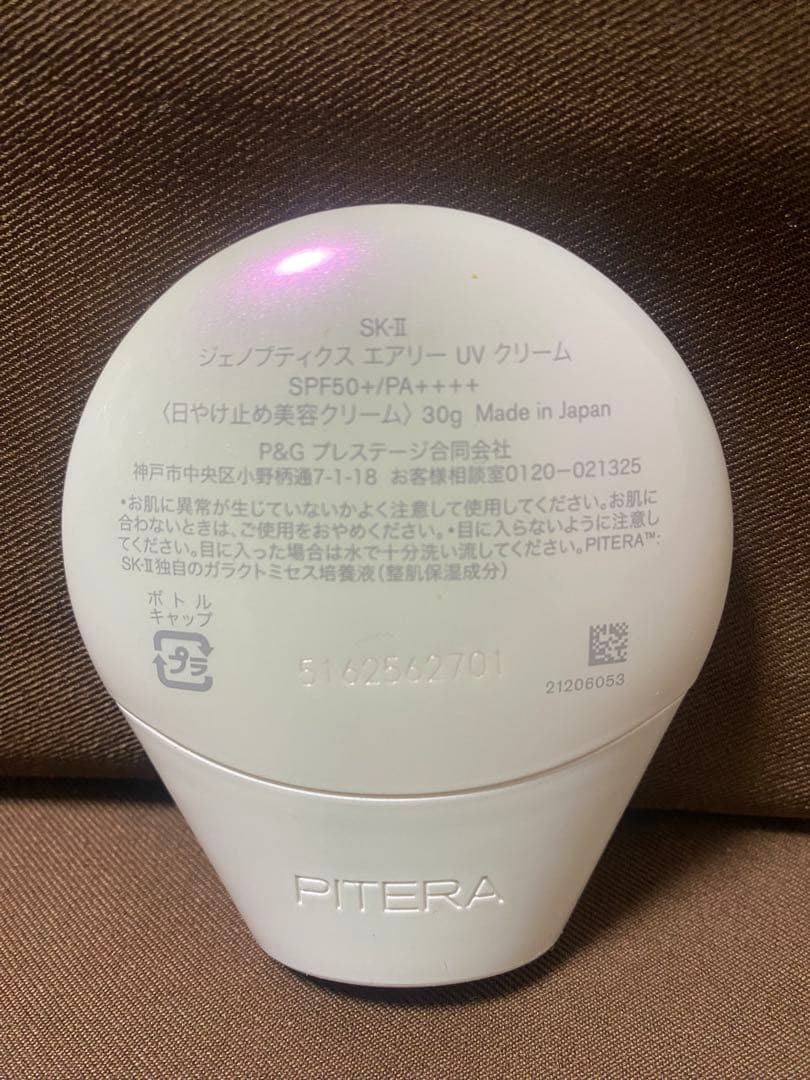 SK-II
ジェノプティクス エアリー UV クリーム
SPF50+/PA++++
〈日やけ止め美容クリーム〉30g Made in Japan
P&G プレステージ合同会社
神戸市中央区小野柄通7-1-18 お客様相談室0120-021325
•お肌に異常が生じていないかよく注意して使用してください。お肌に
合わないときは、ご使用をおやめください。•目に入らないように注意し
てください。目に入った場合は水で十分洗い流してください。PITERA™:
SK-II独自のガラクトミセス培養液(整肌保湿成分)
ボトル
キャップ
プラ
5162562701
21206053
PITERA